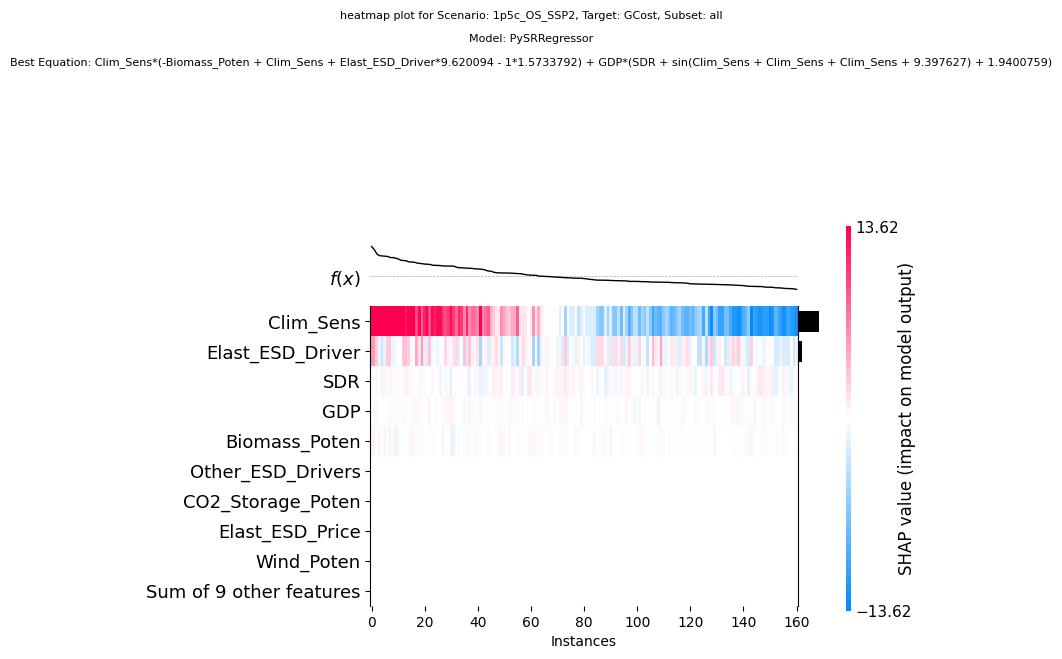 heatmap plot for Scenario: 1p5c_OS_SSP2, Target: GCost, Subset: all
Model: PySRRegressor
Best Equation: Clim_Sens*(-Biomass_Poten + Clim_Sens + Elast_ESD_Driver*9.620094 - 1*1.5733792) + GDP*(SDR + sin(Clim_Sens + Clim_Sens + Clim_Sens + 9.397627) + 1.9400759)
13.62
f(x)
Clim_Sens
Elast_ESD_Driver
SDR
GDP
Biomass_Poten
Other_ESD_Drivers
CO2_Storage_Poten
Elast_ESD_Price
Wind_Poten
Sum of 9 other features
SHAP value (impact on model output)
−13.62
0 20 40 60 80 100 120 140 160
Instances